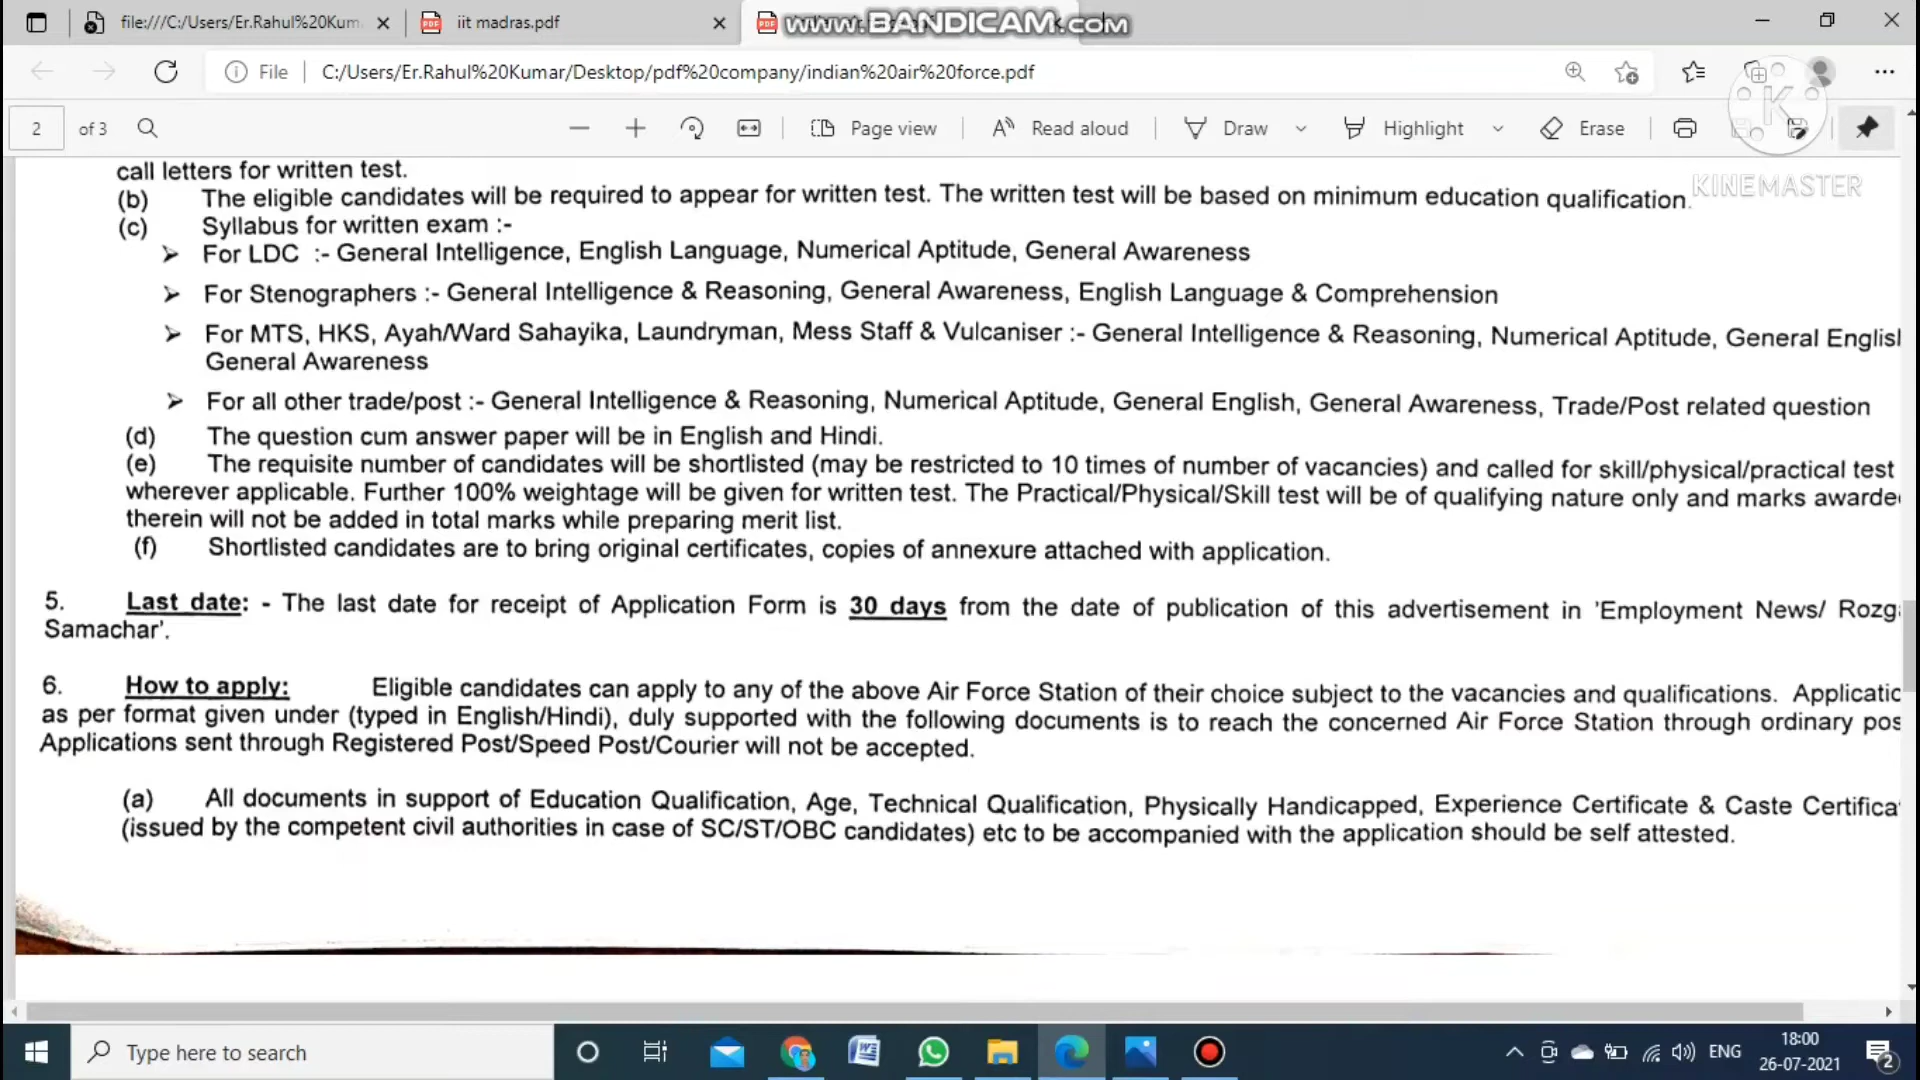 file:///C:/Users/Er.Rahul%20Kum
iit madras.pdf
www.BANDICAM.com
File
C:/Users/Er.Rahul%20Kumar/Desktop/pdf%20company/indian%20air%20force.pdf
2 of 3
Page view
Read aloud
Draw
Highlight
Erase
K
KINEMASTER
call letters for written test.
(b) The eligible candidates will be required to appear for written test. The written test will be based on minimum education qualification.
(c) Syllabus for written exam :-
➢ For LDC :- General Intelligence, English Language, Numerical Aptitude, General Awareness
➢ For Stenographers :- General Intelligence & Reasoning, General Awareness, English Language & Comprehension
➢ For MTS, HKS, Ayah/Ward Sahayika, Laundryman, Mess Staff & Vulcaniser :- General Intelligence & Reasoning, Numerical Aptitude, General Englis
General Awareness
➢ For all other trade/post :- General Intelligence & Reasoning, Numerical Aptitude, General English, General Awareness, Trade/Post related question
(d) The question cum answer paper will be in English and Hindi.
(e) The requisite number of candidates will be shortlisted (may be restricted to 10 times of number of vacancies) and called for skill/physical/practical test
wherever applicable. Further 100% weightage will be given for written test. The Practical/Physical/Skill test will be of qualifying nature only and marks awarde
therein will not be added in total marks while preparing merit list.
(f) Shortlisted candidates are to bring original certificates, copies of annexure attached with application.
5. Last date: - The last date for receipt of Application Form is 30 days from the date of publication of this advertisement in 'Employment News/ Rozg
Samachar'.
6. How to apply: Eligible candidates can apply to any of the above Air Force Station of their choice subject to the vacancies and qualifications. Applicatio
as per format given under (typed in English/Hindi), duly supported with the following documents is to reach the concerned Air Force Station through ordinary pos
Applications sent through Registered Post/Speed Post/Courier will not be accepted.
(a) All documents in support of Education Qualification, Age, Technical Qualification, Physically Handicapped, Experience Certificate & Caste Certifica
(issued by the competent civil authorities in case of SC/ST/OBC candidates) etc to be accompanied with the application should be self attested.
Type here to search
ENG
18:00
26-07-2021
2